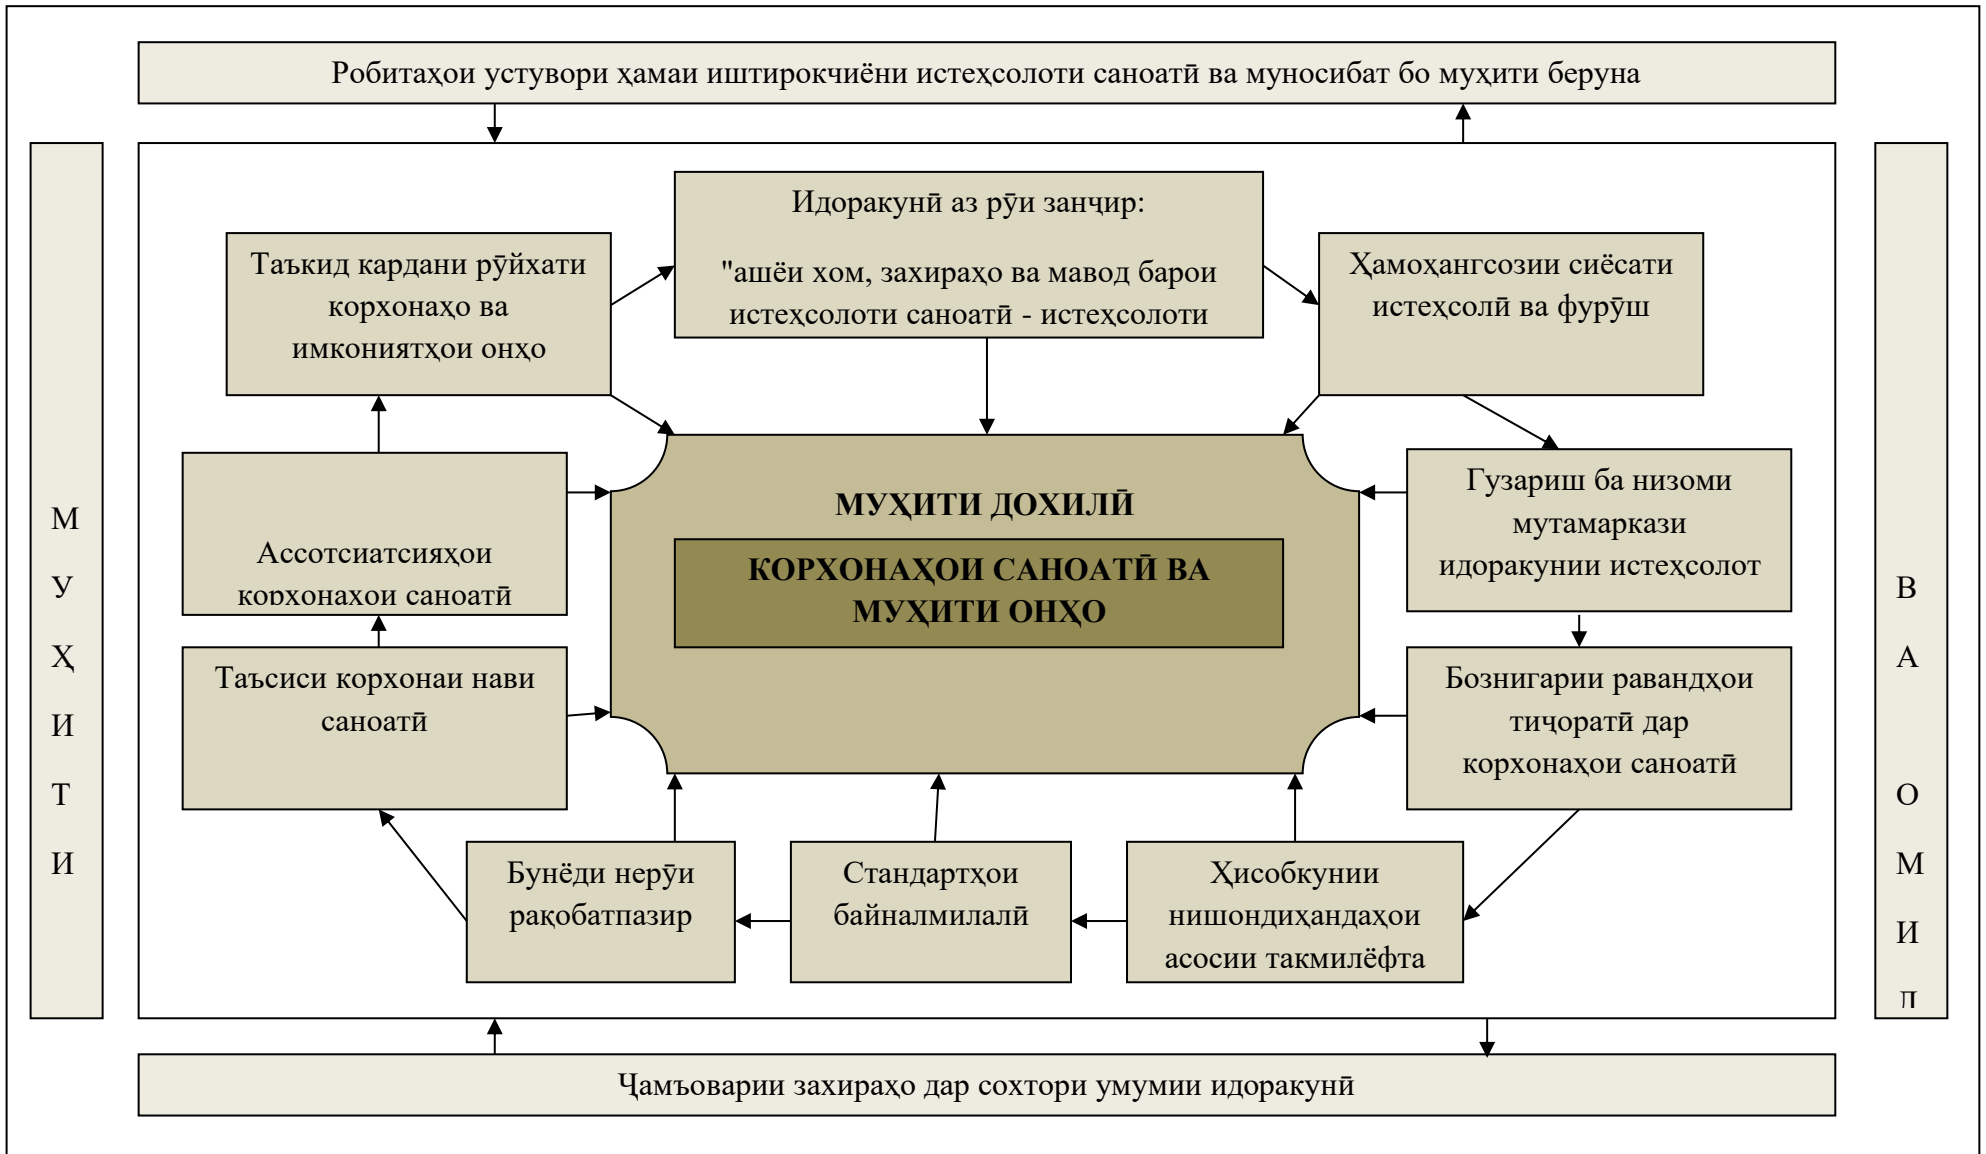 Робитаҳои устувори ҳамаи иштирокчиёни истеҳсолоти саноатӣ ва муносибат бо муҳити беруна
М
У
Ҳ
И
Т
И
Идоракунӣ аз рӯи занҷир:
"ашёи хом, захираҳо ва мавод барои
истеҳсолоти саноатӣ - истеҳсолоти
Таъкид кардани рӯйхати
корхонаҳо ва
имкониятҳои онҳо
Ҳамоҳангсозии сиёсати
истеҳсолӣ ва фурӯш
Ассотсиатсияҳои
корхонаҳои саноатӣ
МУҲИТИ ДОХИЛӢ
КОРХОНАҲОИ САНОАТӢ ВА
МУҲИТИ ОНҲО
Гузариш ба низоми
мутамаркази
идоракунии истеҳсолот
Таъсиси корхонаи нави
саноатӣ
Бознигарии равандҳои
тиҷоратӣ дар
корхонаҳои саноатӣ
Бунёди нерӯи
рақобатпазир
Стандартҳои
байналмилалӣ
Ҳисобкунии
нишондиҳандаҳои
асосии такмилёфта
В
А
О
М
И
Л
Ҷамъоварии захираҳо дар сохтори умумии идоракунӣ